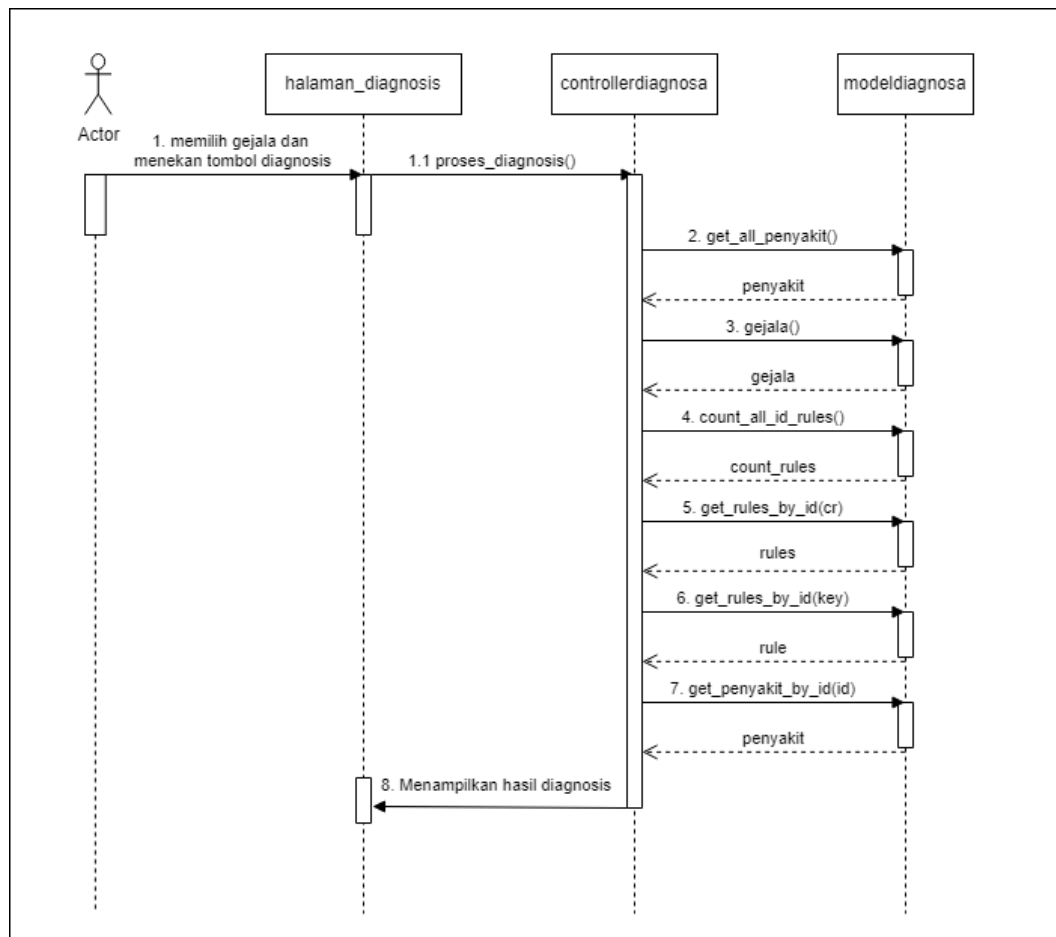 halaman_diagnosis
controllerdiagnosa
modeldiagnosa
Actor
1. memilih gejala dan
menekan tombol diagnosis
1.1 proses_diagnosis()
2. get_all_penyakit()
penyakit
3. gejala()
gejala
4. count_all_id_rules()
count_rules
5. get_rules_by_id(cr)
rules
6. get_rules_by_id(key)
rule
7. get_penyakit_by_id(id)
penyakit
8. Menampilkan hasil diagnosis